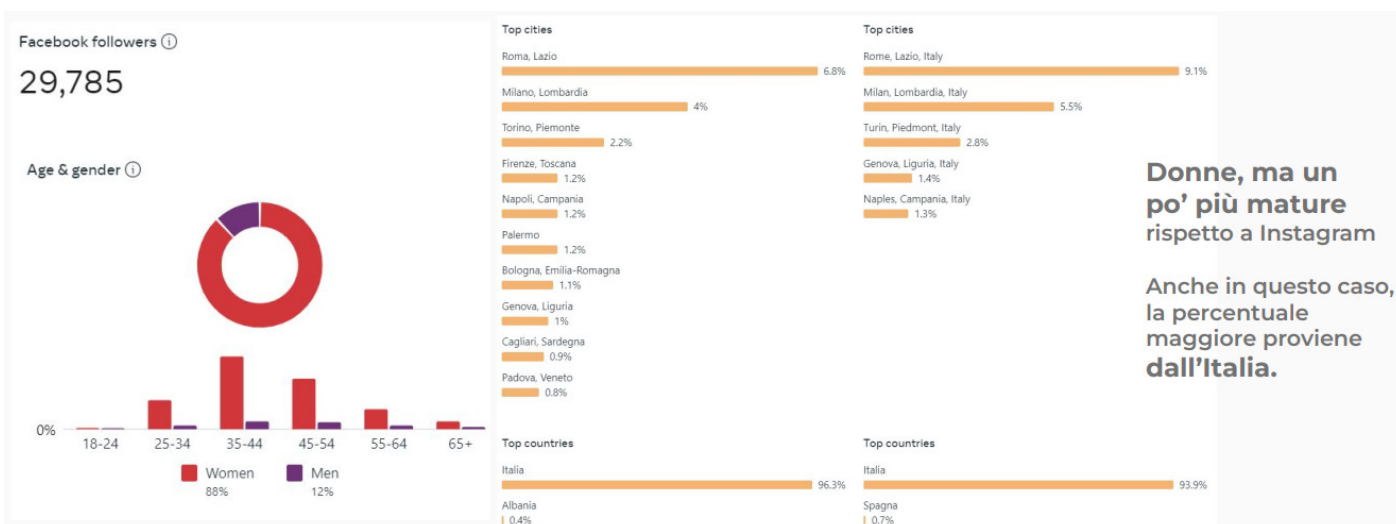 Facebook followers
29,785
Age & gender
0%
18-24 25-34 35-44 45-54 55-64 65+
Women
88%
Men
12%
Top cities
Roma, Lazio
6.8%
Milano, Lombardia
4%
Torino, Piemonte
2.2%
Firenze, Toscana
1.2%
Napoli, Campania
1.2%
Palermo
1.2%
Bologna, Emilia-Romagna
1.1%
Genova, Liguria
1%
Cagliari, Sardegna
0.9%
Padova, Veneto
0.8%
Top countries
Italia
96.3%
Albania
0.4%
Top cities
Rome, Lazio, Italy
9.1%
Milan, Lombardia, Italy
5.5%
Turin, Piedmont, Italy
2.8%
Genova, Liguria, Italy
1.4%
Naples, Campania, Italy
1.3%
Top countries
Italia
93.9%
Spagna
0.7%
Donne, ma un
po’ più mature
rispetto a Instagram
Anche in questo caso,
la percentuale
maggiore proviene
dall’Italia.